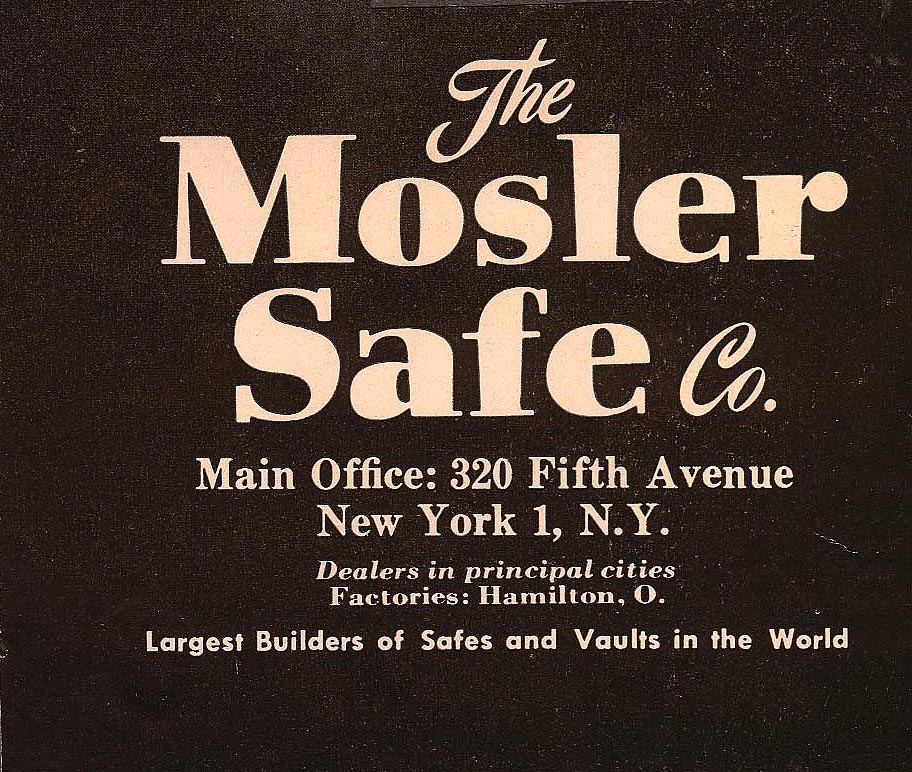 The
Mosler
Safe Co.
Main Office: 320 Fifth Avenue
New York 1, N.Y.
Dealers in principal cities
Factories: Hamilton, O.
Largest Builders of Safes and Vaults in the World